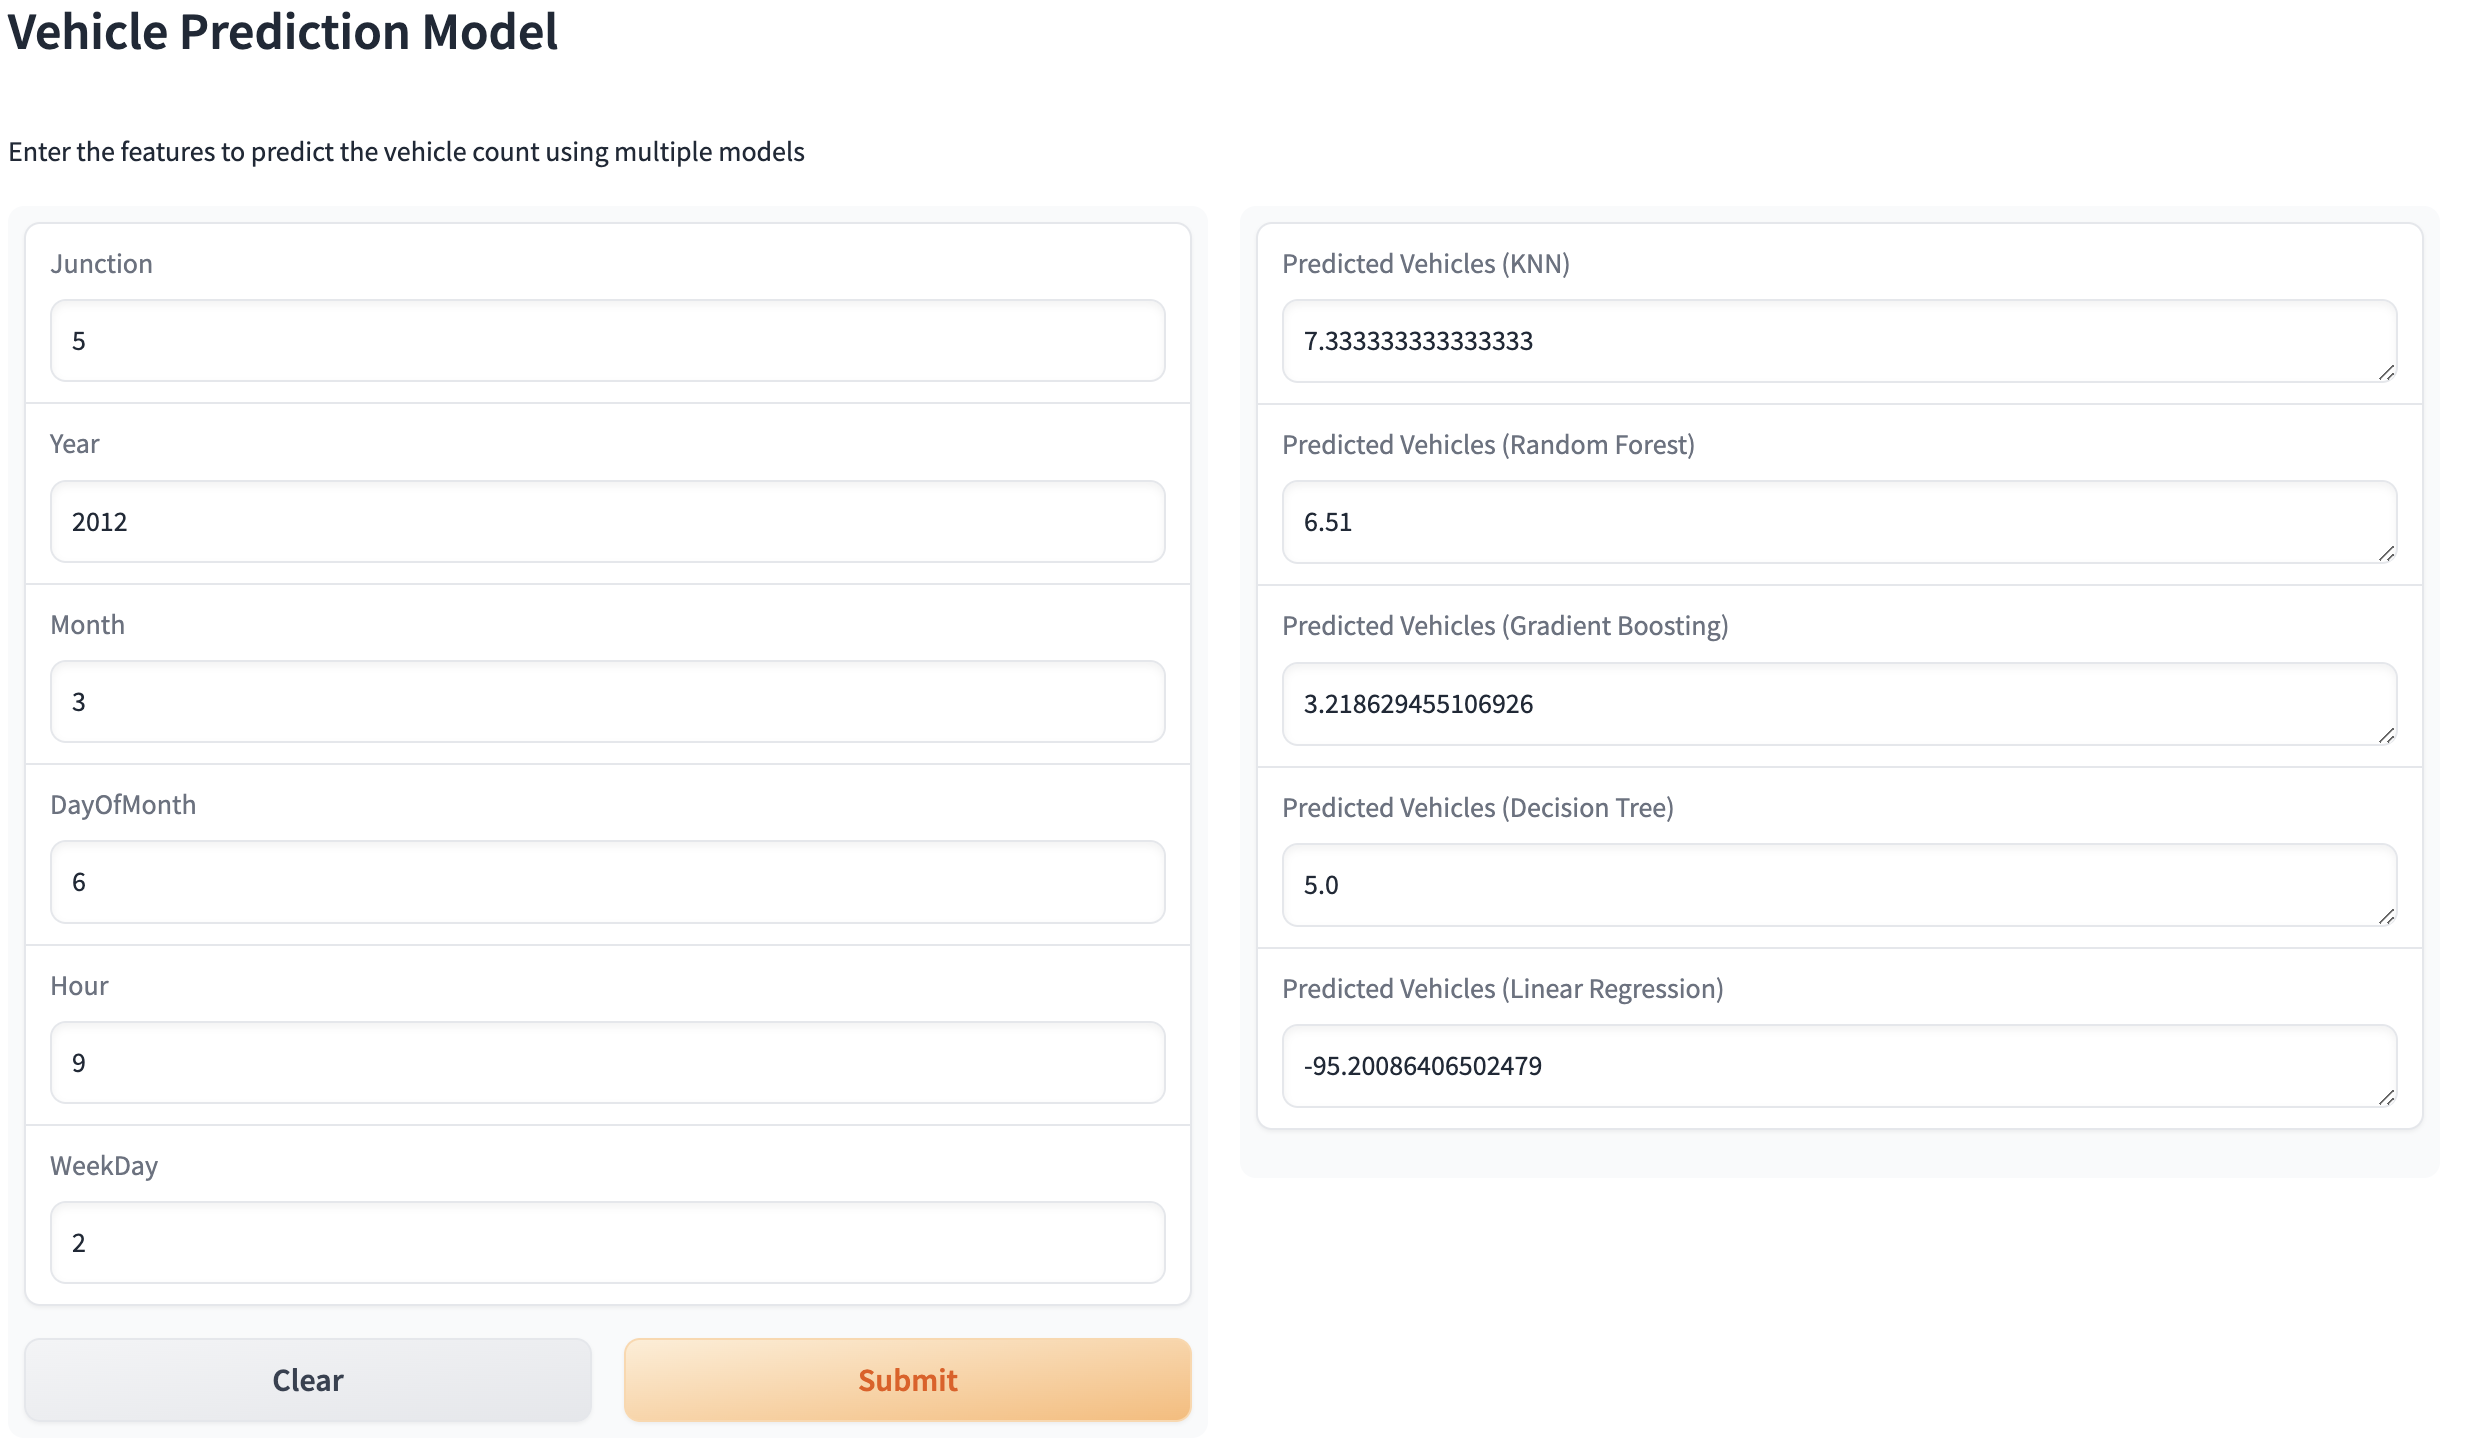 Vehicle Prediction Model
Enter the features to predict the vehicle count using multiple models
Junction
5
Year
2012
Month
3
DayOfMonth
6
Hour
9
WeekDay
2
Clear
Submit
Predicted Vehicles (KNN)
7.333333333333333
Predicted Vehicles (Random Forest)
6.51
Predicted Vehicles (Gradient Boosting)
3.218629455106926
Predicted Vehicles (Decision Tree)
5.0
Predicted Vehicles (Linear Regression)
-95.20086406502479